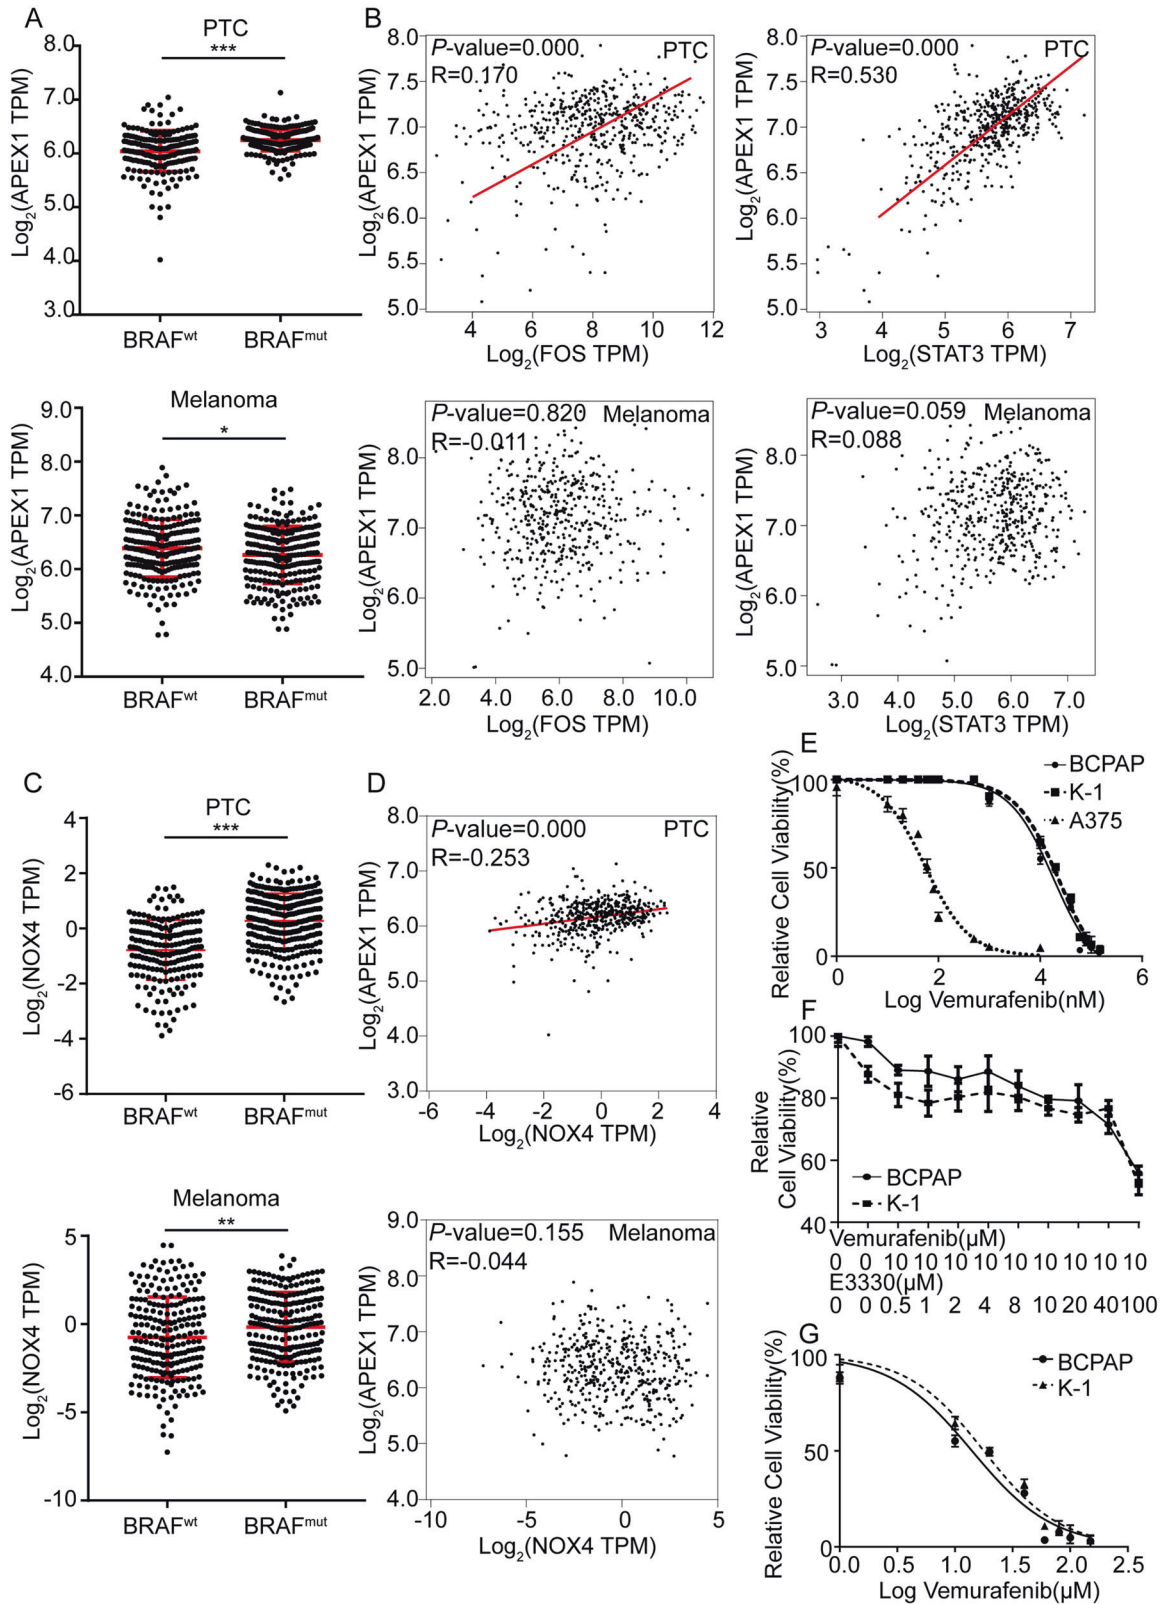 A
PTC
***
Log2(APEX1 TPM)
8.0
7.0
6.0
5.0
4.0
3.0
BRAFwt
BRAFmut
Melanoma
*
Log2(APEX1 TPM)
9.0
8.0
7.0
6.0
5.0
4.0
BRAFwt
BRAFmut
B
P-value=0.000
PTC
R=0.170
Log2(APEX1 TPM)
8.0
7.5
7.0
6.5
6.0
5.5
5.0
4 6 8 10 12
Log2(FOS TPM)
P-value=0.000
PTC
R=0.530
Log2(APEX1 TPM)
8.0
7.5
7.0
6.5
6.0
5.5
5.0
3 4 5 6 7
Log2(STAT3 TPM)
P-value=0.820 Melanoma
R=-0.011
Log2(APEX1 TPM)
8.0
7.0
6.0
5.0
2.0 4.0 6.0 8.0 10.0
Log2(FOS TPM)
P-value=0.059 Melanoma
R=0.088
Log2(APEX1 TPM)
8.0
7.0
6.0
5.0
3.0 4.0 5.0 6.0 7.0
Log2(STAT3 TPM)
C
PTC
***
Log2(NOX4 TPM)
4
2
0
-2
-4
-6
BRAFwt
BRAFmut
Melanoma
**
Log2(NOX4 TPM)
5
0
-5
-10
BRAFwt
BRAFmut
D
P-value=0.000
PTC
R=-0.253
Log2(APEX1 TPM)
8.0
7.0
6.0
5.0
4.0
3.0
-6 -4 -2 0 2 4
Log2(NOX4 TPM)
P-value=0.155 Melanoma
R=-0.044
Log2(APEX1 TPM)
9.0
8.0
7.0
6.0
5.0
4.0
-10 -5 0 5
Log2(NOX4 TPM)
E
BCPAP
K-1
A375
Relative Cell Viability(%)
100
50
0
0 2 4 6
Log Vemurafenib(nM)
F
Relative
Cell Viability(%)
100
80
60
40
BCPAP
K-1
Vemurafenib(µM)
0 0 10 10 10 10 10 10 10 10 10
E3330(µM)
0 0 0.5 1 2 4 8 10 20 40 100
G
BCPAP
K-1
Relative Cell Viability(%)
100
50
0
0.0 0.5 1.0 1.5 2.0 2.5
Log Vemurafenib(µM)